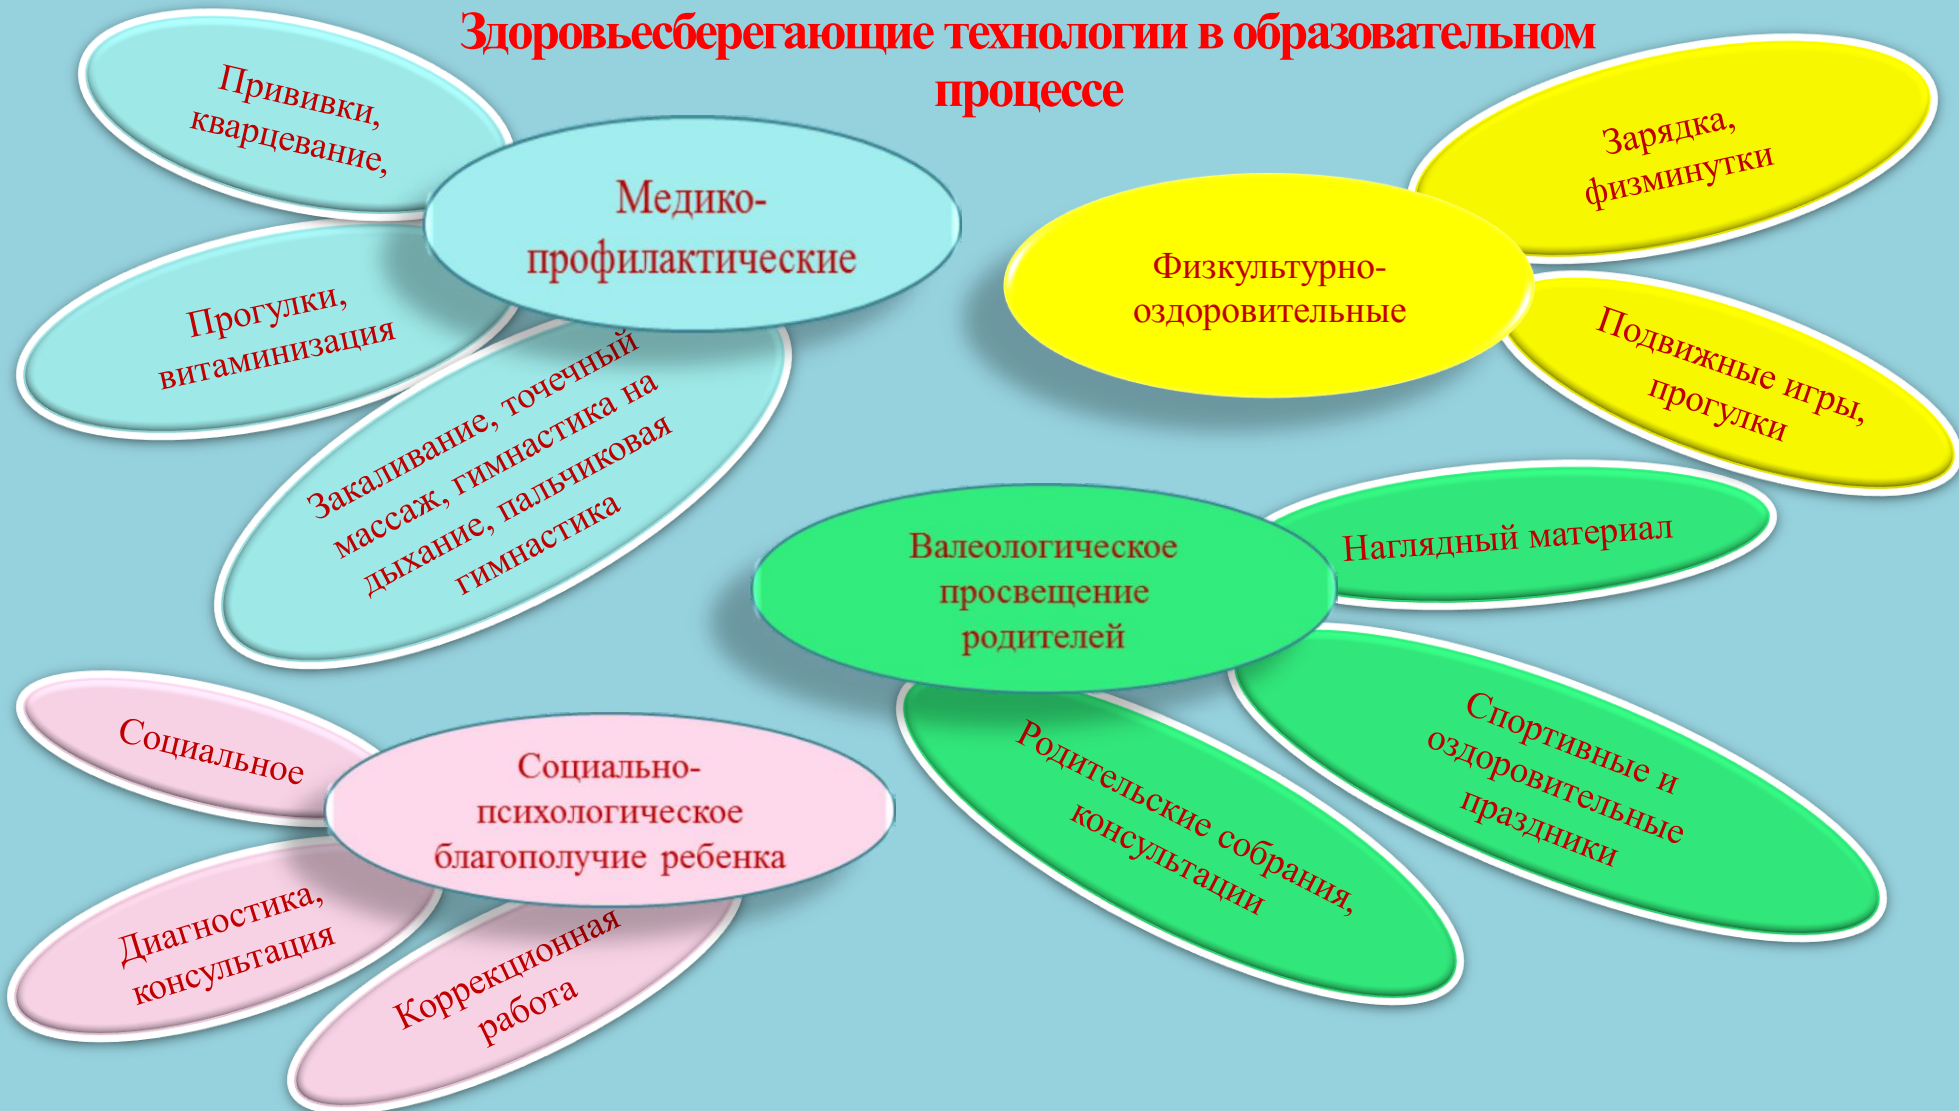 Здоровьесберегающие технологии в образовательном
процессе
Прививки,
кварцевание,
Медико-
профилактические
Прогулки,
витаминизация
Закаливание, точечный
массаж, гимнастика на
дыхание, пальчиковая
гимнастика
Зарядка,
физминутки
Физкультурно-
оздоровительные
Подвижные игры,
прогулки
Наглядный материал
Валеологическое
просвещение
родителей
Спортивные и
оздоровительные
праздники
Родительские собрания,
консультации
Социальное
Социально-
психологическое
благополучие ребенка
Диагностика,
консультация
Коррекционная
работа